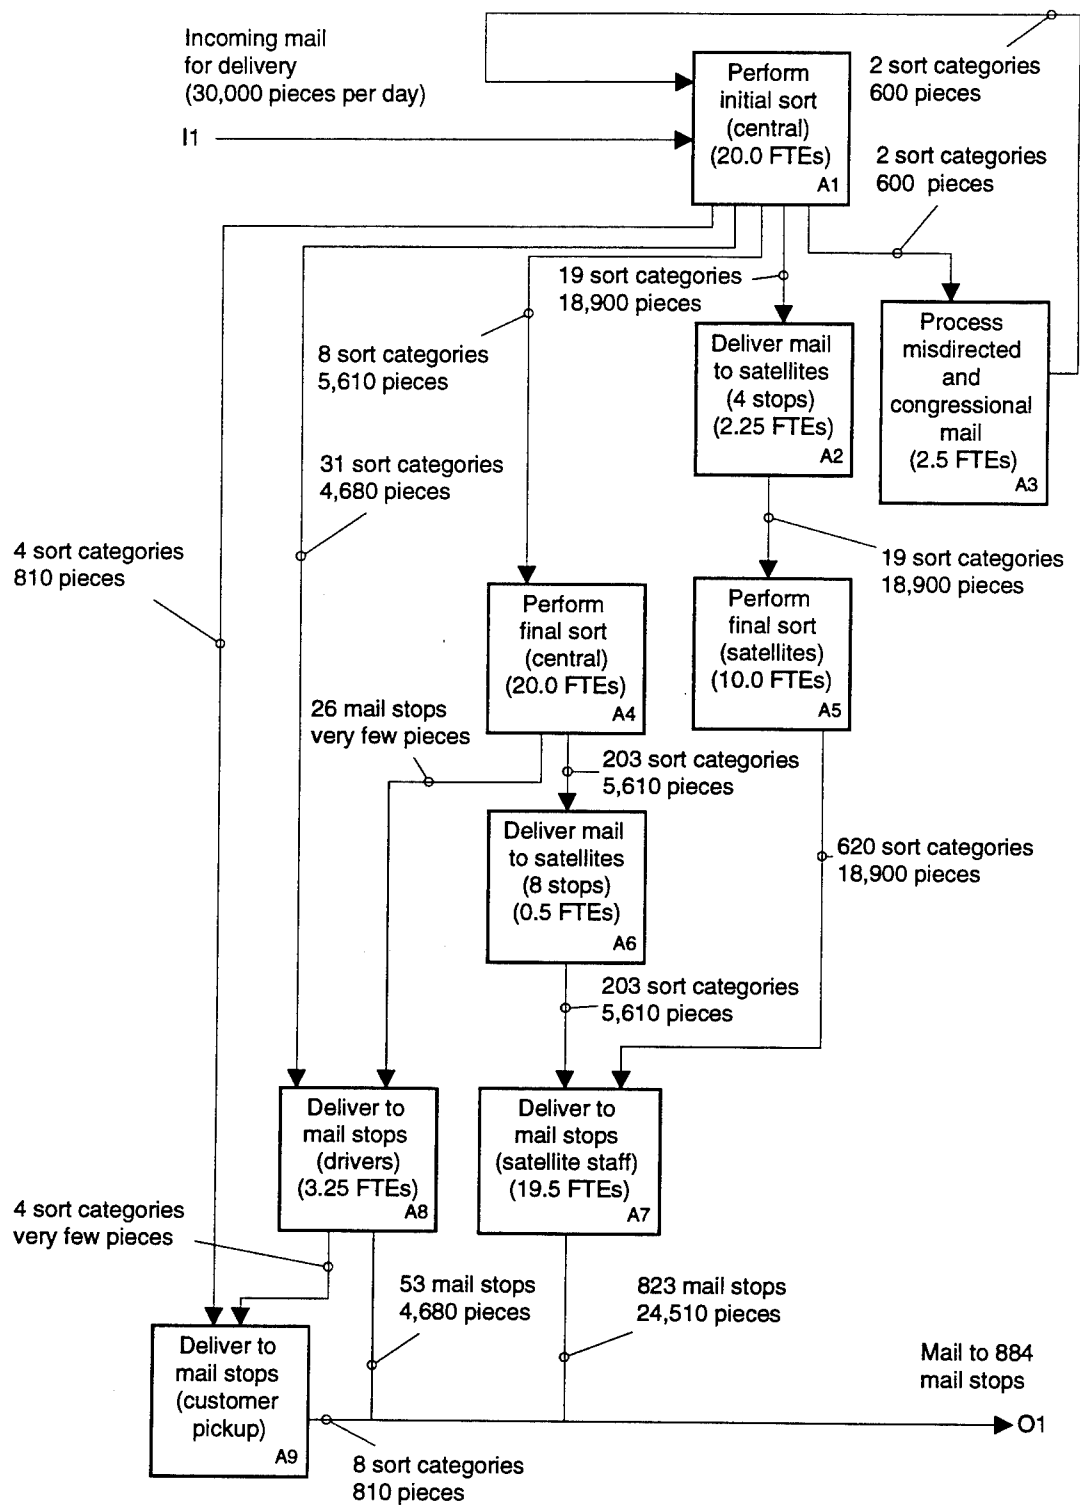 Incoming mail
for delivery
(30,000 pieces per day)
I1
Perform
initial sort
(central)
(20.0 FTEs)
A1
2 sort categories
600 pieces
2 sort categories
600 pieces
19 sort categories
18,900 pieces
8 sort categories
5,610 pieces
Deliver mail
to satellites
(4 stops)
(2.25 FTEs)
A2
Process
misdirected
and
congressional
mail
(2.5 FTEs)
A3
31 sort categories
4,680 pieces
4 sort categories
810 pieces
19 sort categories
18,900 pieces
Perform
final sort
(central)
(20.0 FTEs)
A4
Perform
final sort
(satellites)
(10.0 FTEs)
A5
26 mail stops
very few pieces
203 sort categories
5,610 pieces
Deliver mail
to satellites
(8 stops)
(0.5 FTEs)
A6
620 sort categories
18,900 pieces
203 sort categories
5,610 pieces
Deliver to
mail stops
(drivers)
(3.25 FTEs)
A8
Deliver to
mail stops
(satellite staff)
(19.5 FTEs)
A7
4 sort categories
very few pieces
53 mail stops
4,680 pieces
823 mail stops
24,510 pieces
Deliver to
mail stops
(customer
pickup)
A9
Mail to 884
mail stops
O1
8 sort categories
810 pieces